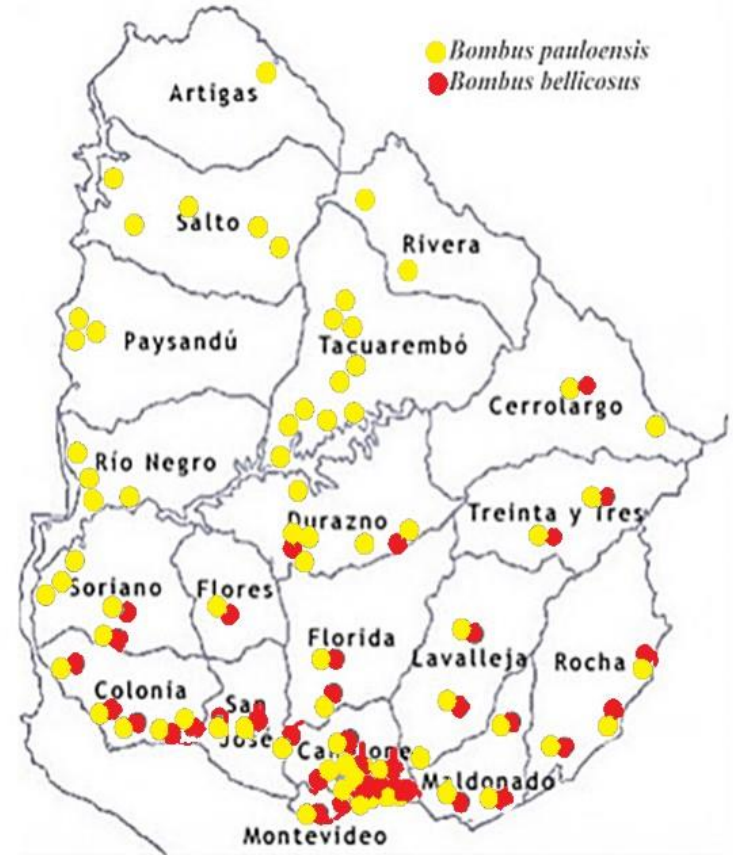 Bombus pauloensis
Bombus bellicosus
Artigas
Salto
Rivera
Paysandú
Tacuarembó
Cerrolargo
Río Negro
Durazno
Treinta y Tres
Soriano
Flores
Florida
Lavalleja
Rocha
Colonia
San
José
Canelones
Maldonado
Montevideo